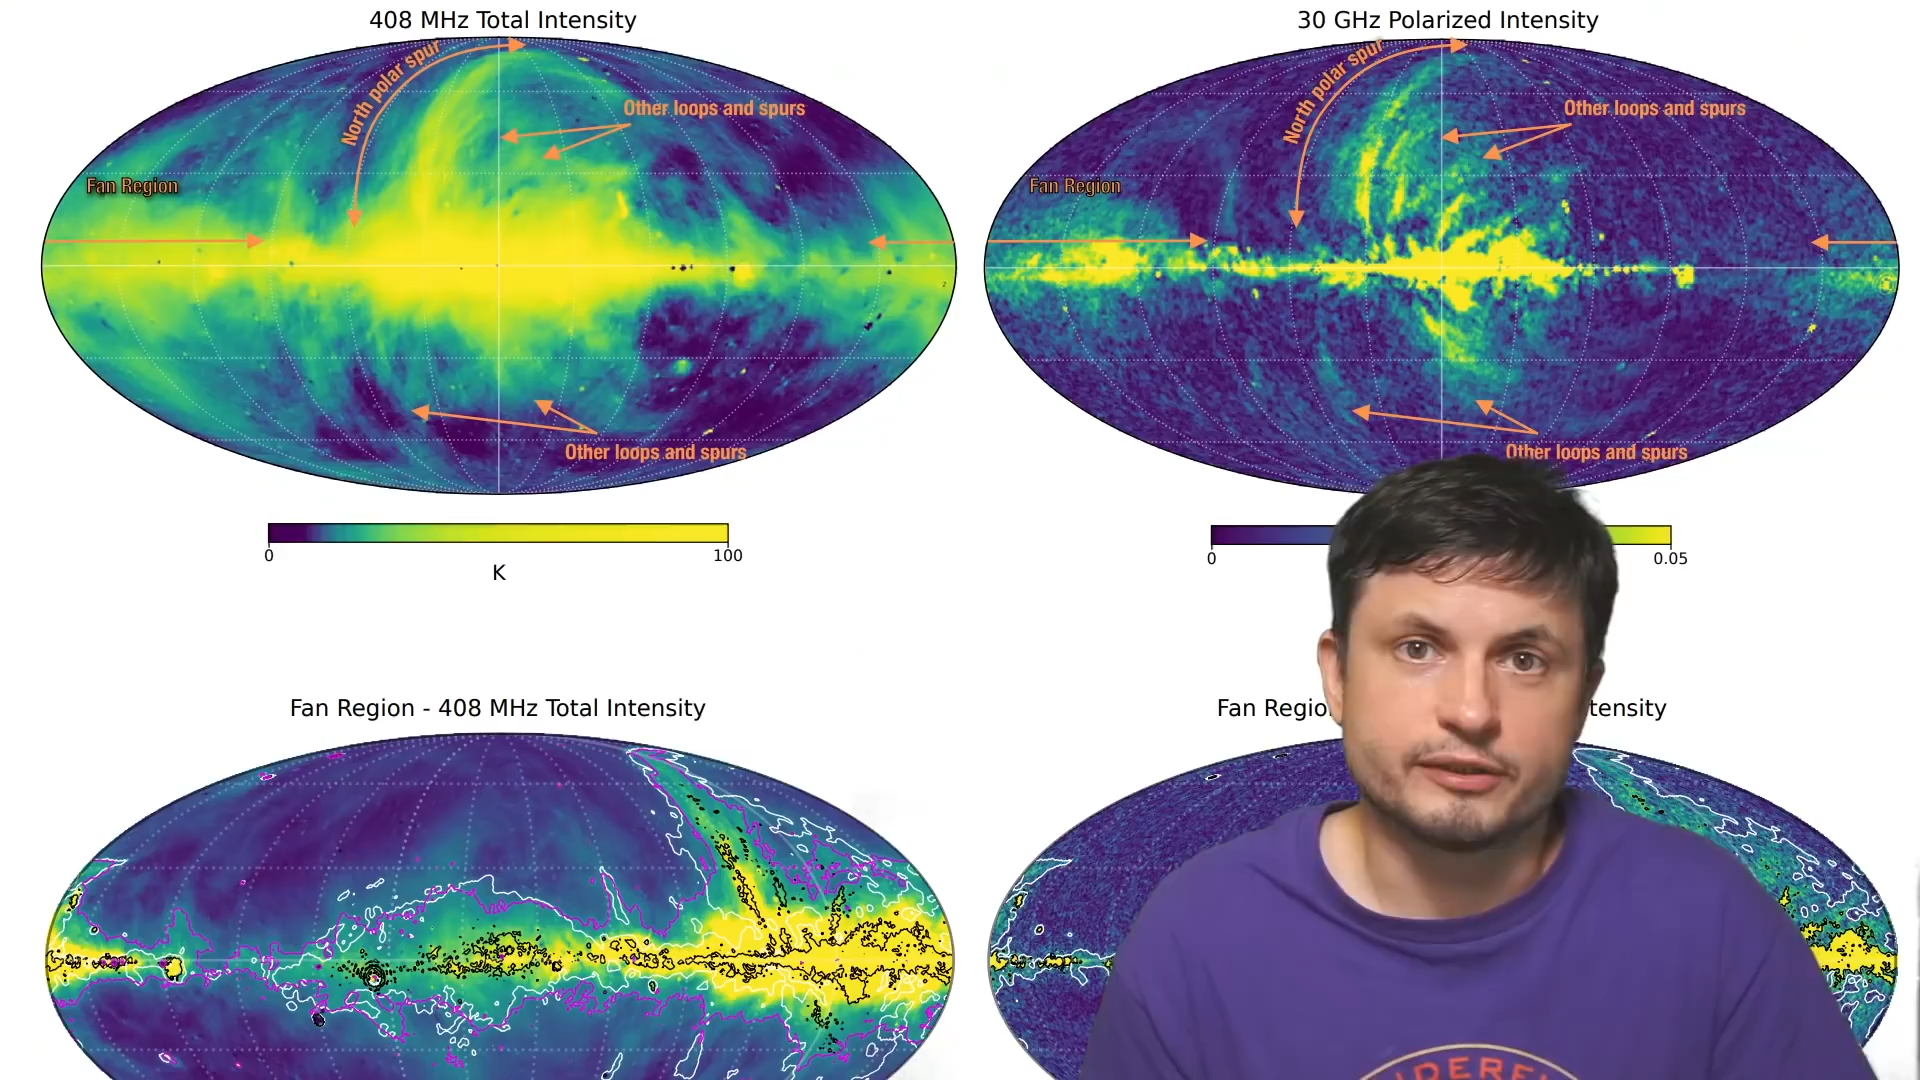 408 MHz Total Intensity
30 GHz Polarized Intensity
North polar spur
Other loops and spurs
Fan Region
Other loops and spurs
0
100
K
North polar spur
Other loops and spurs
Fan Region
Other loops and spurs
0
0.05
Fan Region - 408 MHz Total Intensity
Fan Regio
tensity